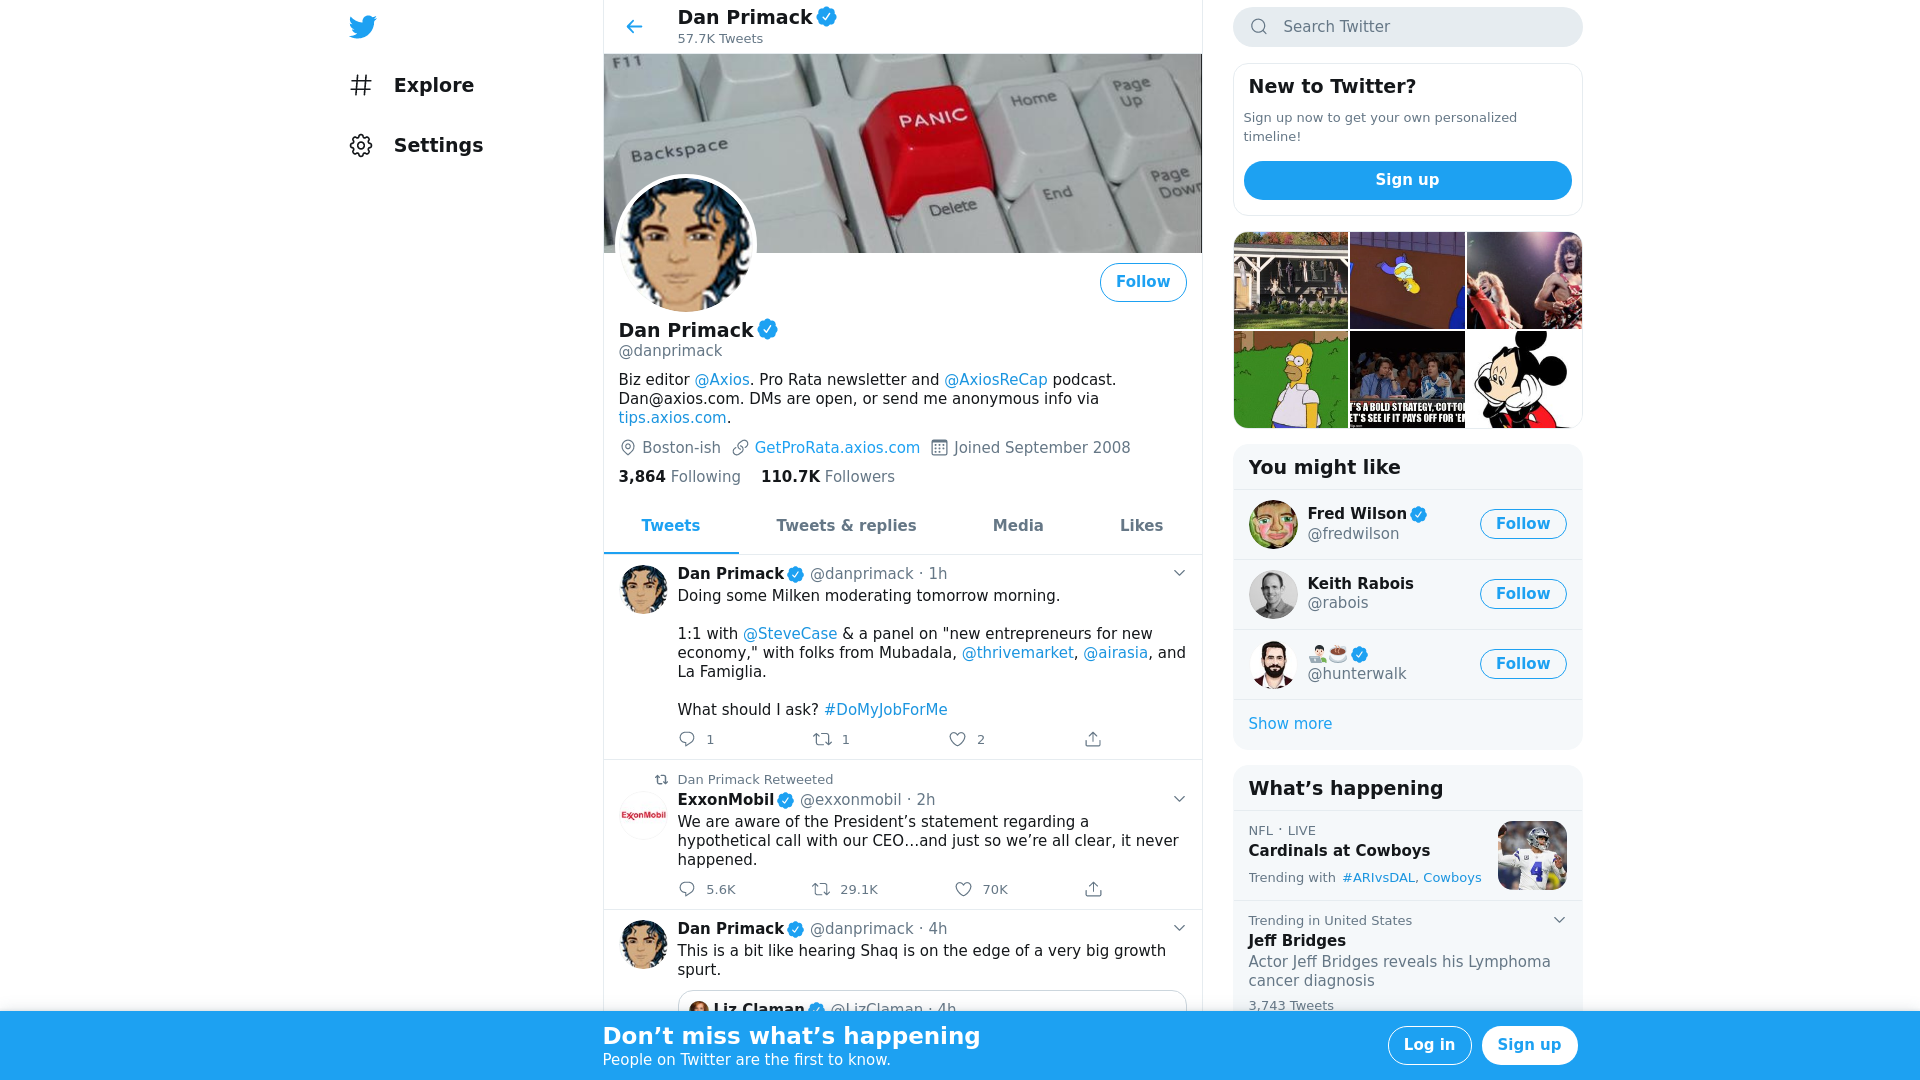 Explore
Settings
Dan Primack
57.7K Tweets
F11
Backspace
PANIC
Home
Page Up
Delete
End
Page Down
Follow
Dan Primack
@danprimack
Biz editor @Axios. Pro Rata newsletter and @AxiosReCap podcast.
Dan@axios.com. DMs are open, or send me anonymous info via
tips.axios.com.
Boston-ish GetProRata.axios.com Joined September 2008
3,864 Following 110.7K Followers
Tweets Tweets & replies Media Likes
Dan Primack @danprimack · 1h
Doing some Milken moderating tomorrow morning.
1:1 with @SteveCase & a panel on "new entrepreneurs for new
economy," with folks from Mubadala, @thrivemarket, @airasia, and
La Famiglia.
What should I ask? #DoMyJobForMe
1 1 2
Dan Primack Retweeted
ExxonMobil @exxonmobil · 2h
ExxonMobil
We are aware of the President’s statement regarding a
hypothetical call with our CEO…and just so we’re all clear, it never
happened.
5.6K 29.1K 70K
Dan Primack @danprimack · 4h
This is a bit like hearing Shaq is on the edge of a very big growth
spurt.
Liz Claman @LizClaman · 4h
Search Twitter
New to Twitter?
Sign up now to get your own personalized
timeline!
Sign up
You might like
Fred Wilson
@fredwilson
Follow
Keith Rabois
@rabois
Follow
@hunterwalk
Follow
Show more
What’s happening
NFL · LIVE
Cardinals at Cowboys
Trending with #ARIvsDAL, Cowboys
Trending in United States
Jeff Bridges
Actor Jeff Bridges reveals his Lymphoma
cancer diagnosis
3,743 Tweets
Don’t miss what’s happening
People on Twitter are the first to know.
Log in Sign up